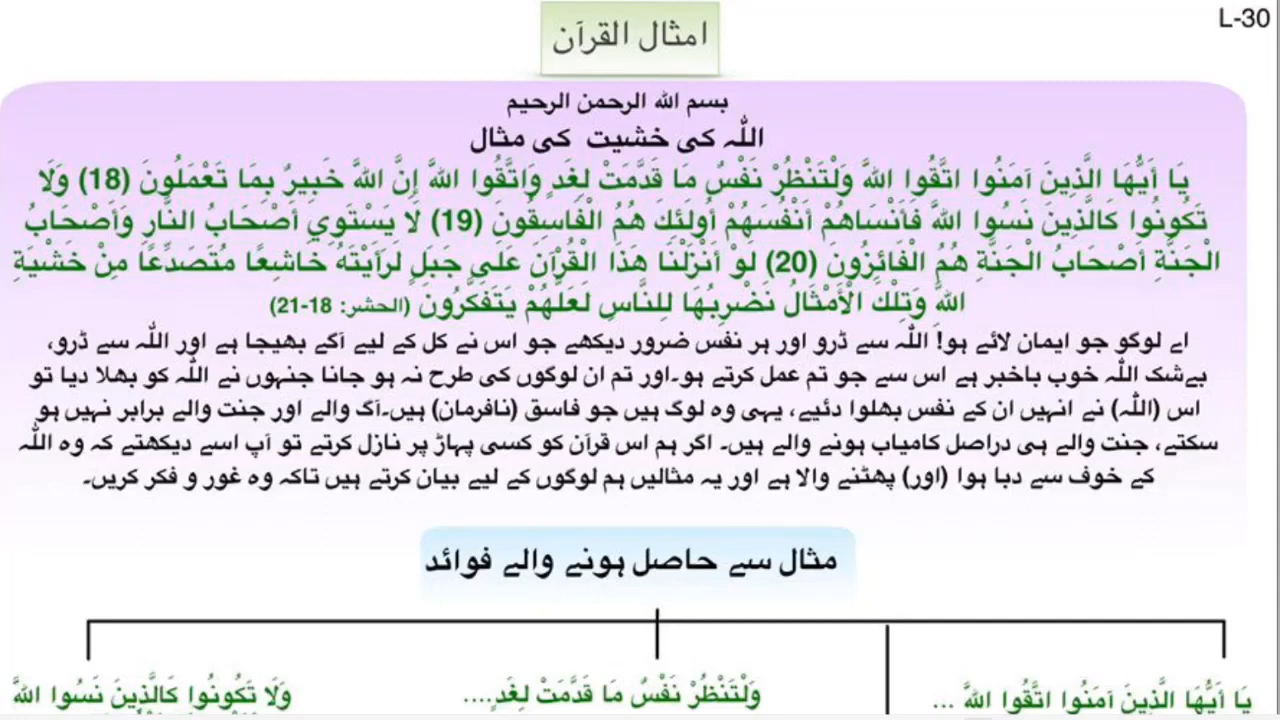 L-30
امثال القرآن
بسم اللہ الرحمن الرحیم
اللّٰہ کی خشیت کی مثال
يَا أَيُّهَا الَّذِينَ آمَنُوا اتَّقُوا اللَّهَ وَلْتَنْظُرْ نَفْسٌ مَا قَدَّمَتْ لِغَدٍ وَاتَّقُوا اللَّهَ إِنَّ اللَّهَ خَبِيرٌ بِمَا تَعْمَلُونَ (18) وَلَا
تَكُونُوا كَالَّذِينَ نَسُوا اللَّهَ فَأَنْسَاهُمْ أَنْفُسَهُمْ أُولَئِكَ هُمُ الْفَاسِقُونَ (19) لَا يَسْتَوِي أَصْحَابُ النَّارِ وَأَصْحَابُ
الْجَنَّةِ أَصْحَابُ الْجَنَّةِ هُمُ الْفَائِزُونَ (20) لَوْ أَنْزَلْنَا هَذَا الْقُرْآنَ عَلَى جَبَلٍ لَرَأَيْتَهُ خَاشِعًا مُتَصَدِّعًا مِنْ خَشْيَةِ
اللَّهِ وَتِلْكَ الْأَمْثَالُ نَضْرِبُهَا لِلنَّاسِ لَعَلَّهُمْ يَتَفَكَّرُونَ (الحشر: 18-21)
اے لوگو جو ایمان لائے ہو! اللّٰہ سے ڈرو اور ہر نفس ضرور دیکھے جو اس نے کل کے لیے آگے بھیجا ہے اور اللّٰہ سے ڈرو،
بےشک اللّٰہ خوب باخبر ہے اس سے جو تم عمل کرتے ہو۔اور تم ان لوگوں کی طرح نہ ہو جانا جنہوں نے اللّٰہ کو بھلا دیا تو
اس (اللّٰہ) نے انہیں ان کے نفس بھلوا دئیے، یہی وہ لوگ ہیں جو فاسق (نافرمان) ہیں۔آگ والے اور جنت والے برابر نہیں ہو
سکتے، جنت والے ہی دراصل کامیاب ہونے والے ہیں۔ اگر ہم اس قرآن کو کسی پہاڑ پر نازل کرتے تو آپ اسے دیکھتے کہ وہ اللّٰہ
کے خوف سے دبا ہوا (اور) پھٹنے والا ہے اور یہ مثالیں ہم لوگوں کے لیے بیان کرتے ہیں تاکہ وہ غور و فکر کریں۔
مثال سے حاصل ہونے والے فوائد
يَا أَيُّهَا الَّذِينَ آمَنُوا اتَّقُوا اللَّهَ ...
وَلْتَنْظُرْ نَفْسٌ مَا قَدَّمَتْ لِغَدٍ....
وَلَا تَكُونُوا كَالَّذِينَ نَسُوا اللَّهَ